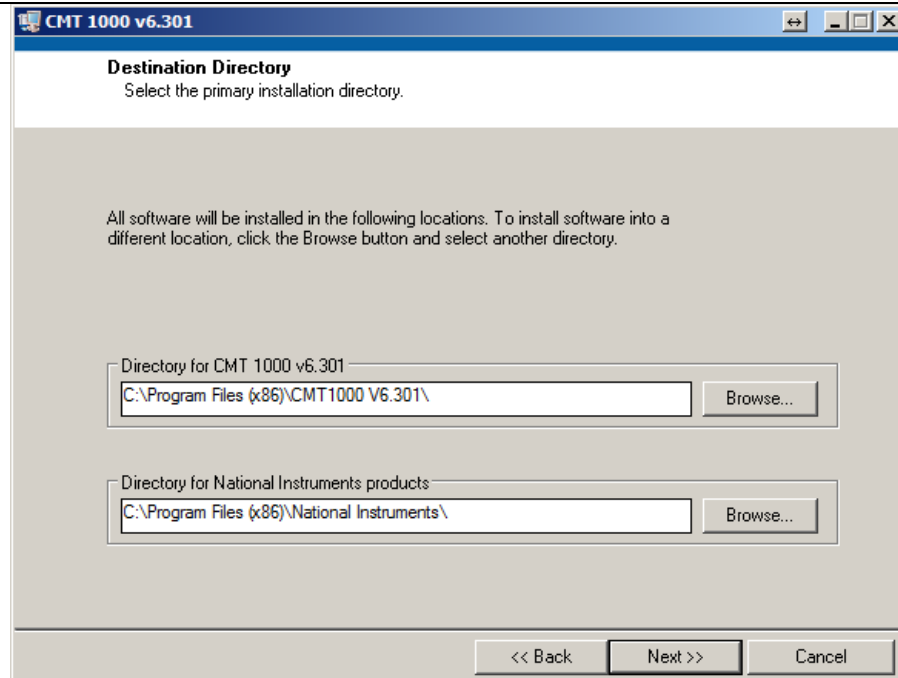 CMT 1000 v6.301
Destination Directory
Select the primary installation directory.
All software will be installed in the following locations. To install software into a
different location, click the Browse button and select another directory.
Directory for CMT 1000 v6.301
C:\Program Files (x86)\CMT1000 V6.301\
Browse...
Directory for National Instruments products
C:\Program Files (x86)\National Instruments\
Browse...
<< Back Next >> Cancel